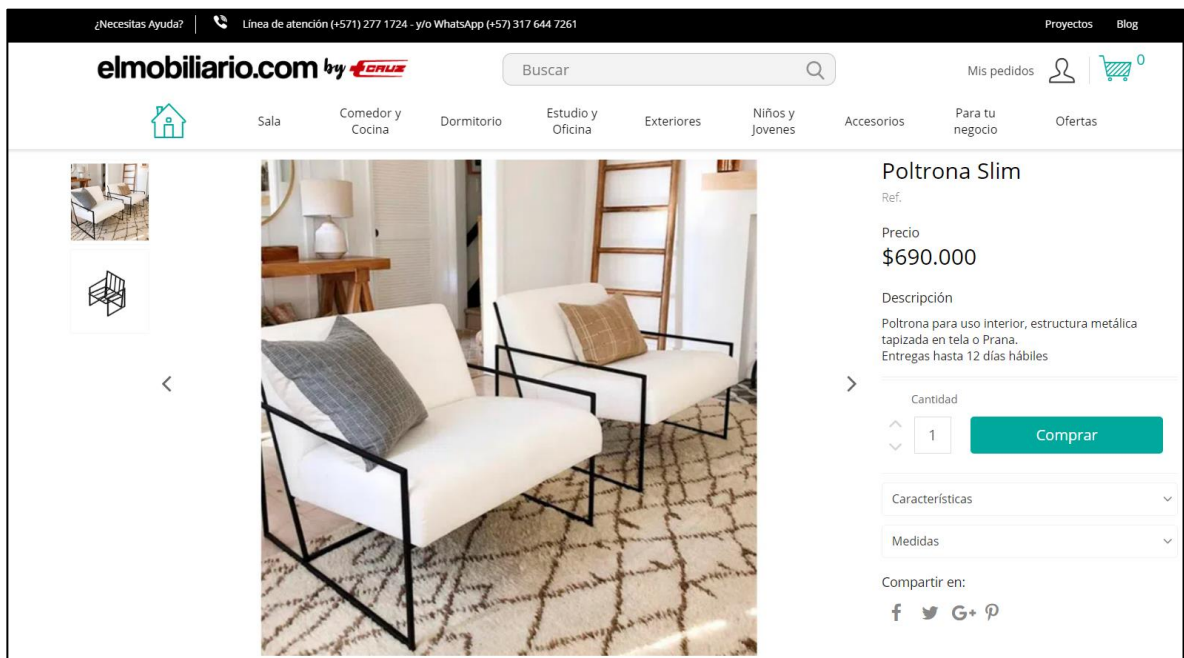 ¿Necesitas Ayuda?
Línea de atención (+571) 277 1724 - y/o WhatsApp (+57) 317 644 7261
Proyectos
Blog
elmobiliario.com by CRUZ
Buscar
Mis pedidos
0
Sala
Comedor y
Cocina
Dormitorio
Estudio y
Oficina
Exteriores
Niños y
Jovenes
Accesorios
Para tu
negocio
Ofertas
Poltrona Slim
Ref.
Precio
$690.000
Descripción
Poltrona para uso interior, estructura metálica
tapizada en tela o Prana.
Entregas hasta 12 días hábiles
Cantidad
1
Comprar
Características
Medidas
Compartir en: